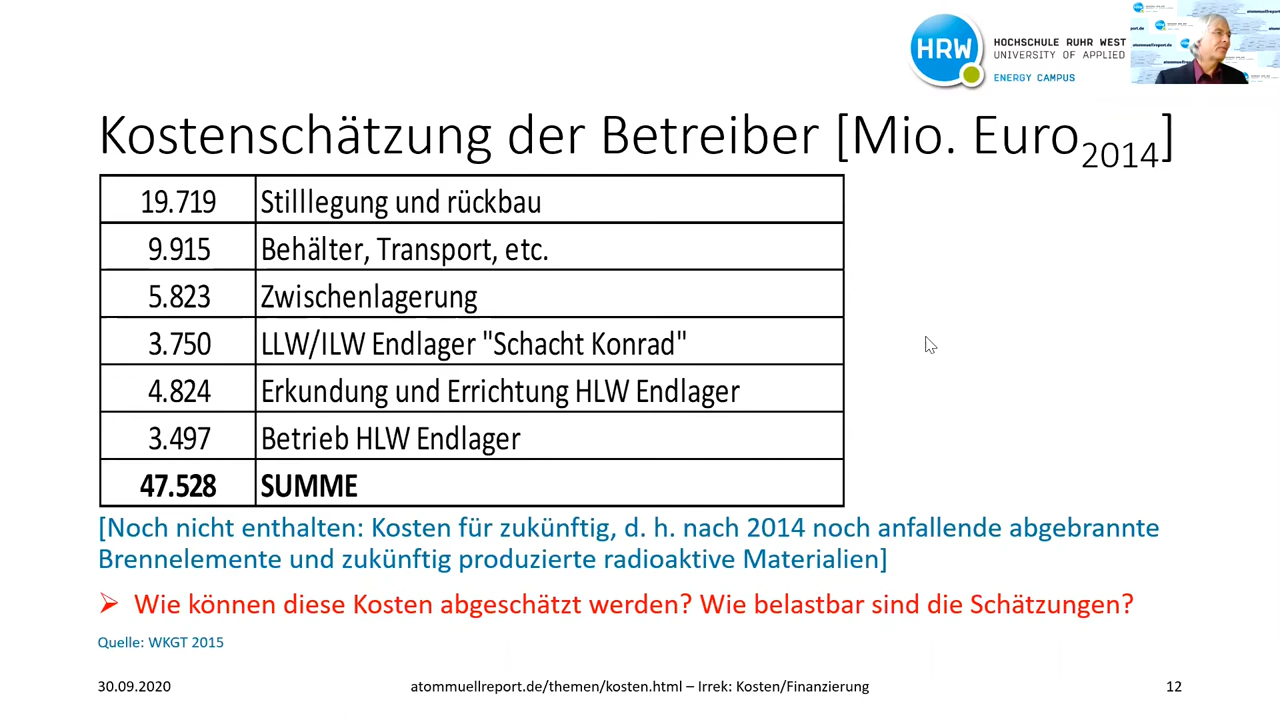 HRW
HOCHSCHULE RUHR WEST
UNIVERSITY OF APPLIED
ENERGY CAMPUS
Kostenschätzung der Betreiber [Mio. Euro2014]
19.719 Stilllegung und rückbau
9.915 Behälter, Transport, etc.
5.823 Zwischenlagerung
3.750 LLW/ILW Endlager "Schacht Konrad"
4.824 Erkundung und Errichtung HLW Endlager
3.497 Betrieb HLW Endlager
47.528 SUMME
[Noch nicht enthalten: Kosten für zukünftig, d. h. nach 2014 noch anfallende abgebrannte
Brennelemente und zukünftig produzierte radioaktive Materialien]
➢ Wie können diese Kosten abgeschätzt werden? Wie belastbar sind die Schätzungen?
Quelle: WKGT 2015
30.09.2020 atommuellreport.de/themen/kosten.html – Irrek: Kosten/Finanzierung 12